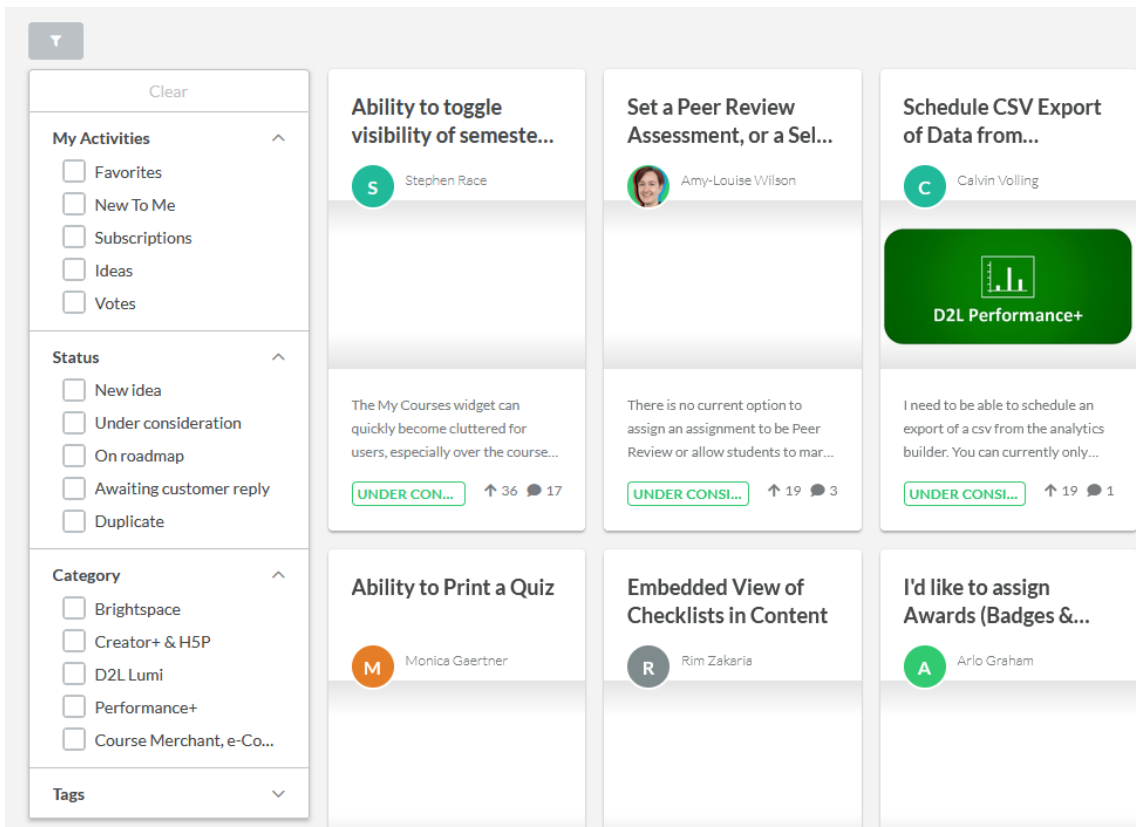 Clear
My Activities
Favorites
New To Me
Subscriptions
Ideas
Votes
Status
New idea
Under consideration
On roadmap
Awaiting customer reply
Duplicate
Category
Brightspace
Creator+ & H5P
D2L Lumi
Performance+
Course Merchant, e-Co...
Tags
Ability to toggle
visibility of semeste...
S
Stephen Race
The My Courses widget can
quickly become cluttered for
users, especially over the course...
UNDER CON... 36 17
Set a Peer Review
Assessment, or a Sel...
Amy-Louise Wilson
There is no current option to
assign an assignment to be Peer
Review or allow students to mar...
UNDER CONSI... 19 3
Schedule CSV Export
of Data from...
C
Calvin Volling
D2L Performance+
I need to be able to schedule an
export of a csv from the analytics
builder. You can currently only...
UNDER CONSI... 19 1
Ability to Print a Quiz
M
Monica Gaertner
Embedded View of
Checklists in Content
R
Rim Zakaria
I'd like to assign
Awards (Badges &...
A
Arlo Graham